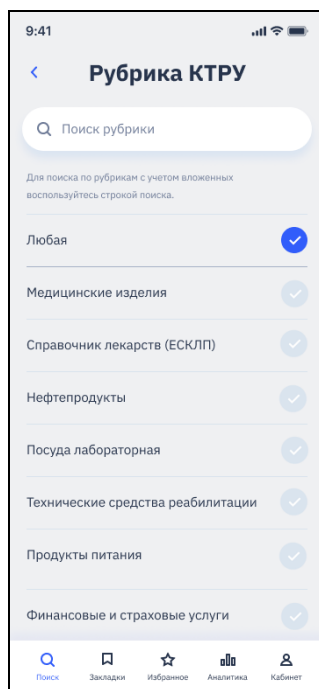 9:41
Рубрика КТРУ
Поиск рубрики
Для поиска по рубрикам с учетом вложенных
воспользуйтесь строкой поиска.
Любая
Медицинские изделия
Справочник лекарств (ЕСКЛП)
Нефтепродукты
Посуда лабораторная
Технические средства реабилитации
Продукты питания
Финансовые и страховые услуги
Поиск Закладки Избранное Аналитика Кабинет